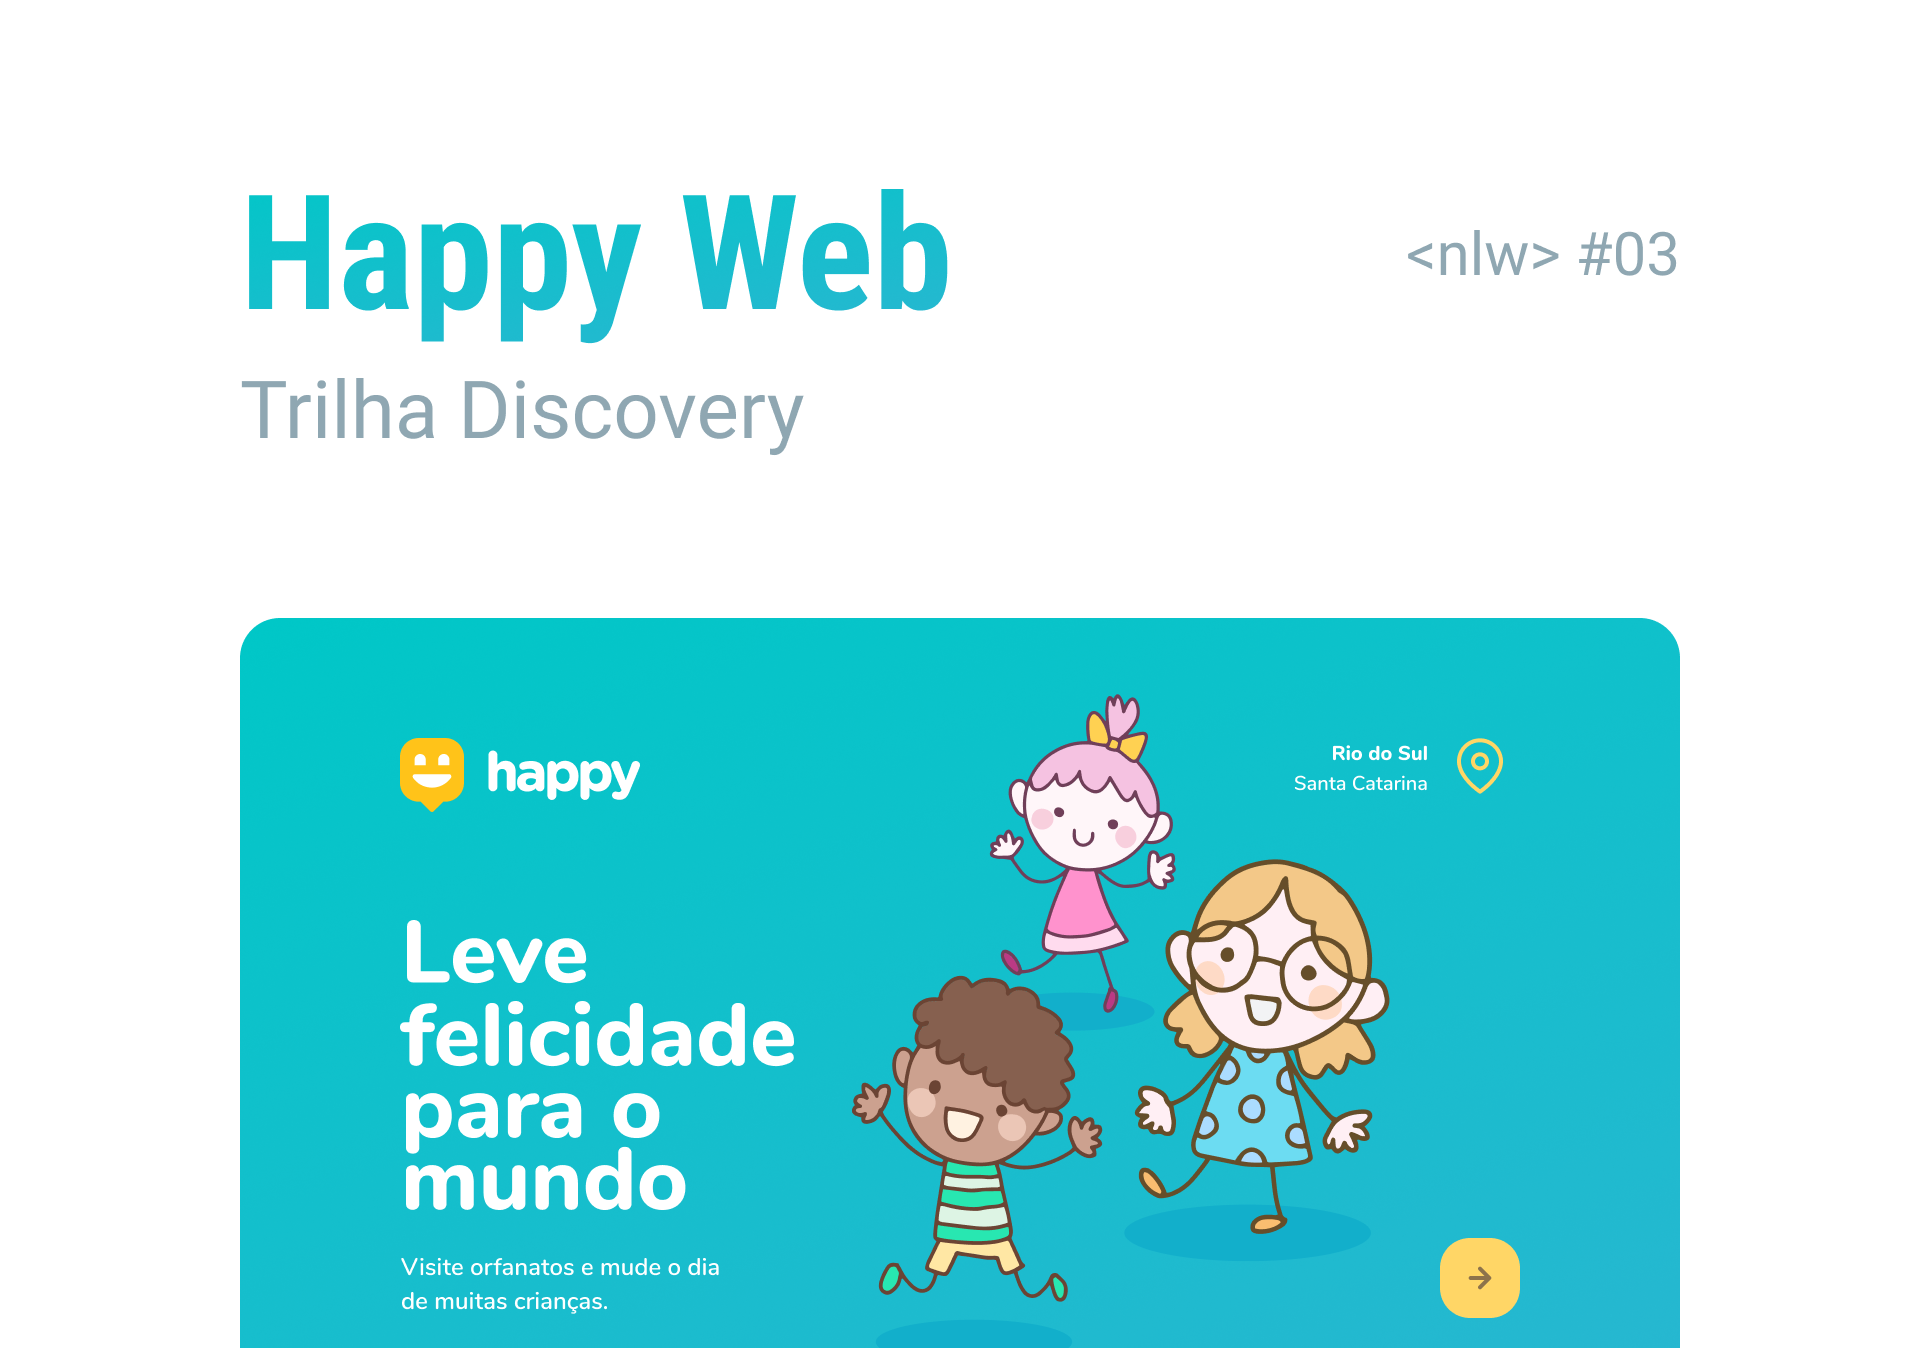 Happy Web
<nlw> #03
Trilha Discovery
happy
Rio do Sul
Santa Catarina
Leve
felicidade
para o
mundo
Visite orfanatos e mude o dia
de muitas crianças.